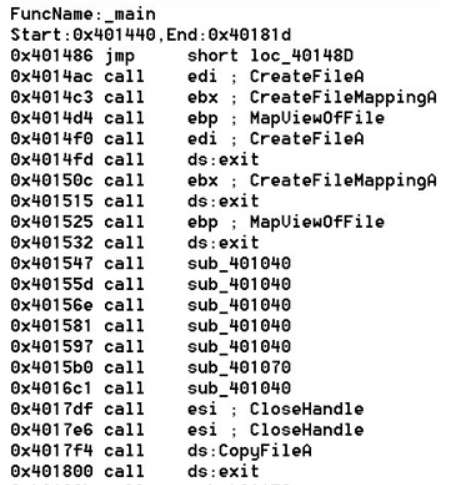 FuncName:_main
Start:0x401440,End:0x40181d
0x401486 jmp short loc_40148D
0x4014ac call edi ; CreateFileA
0x4014c3 call ebx ; CreateFileMappingA
0x4014d4 call ebp ; MapViewOfFile
0x4014f0 call edi ; CreateFileA
0x4014fd call ds:exit
0x40150c call ebx ; CreateFileMappingA
0x401515 call ds:exit
0x401525 call ebp ; MapViewOfFile
0x401532 call ds:exit
0x401547 call sub_401040
0x40155d call sub_401040
0x40156e call sub_401040
0x401581 call sub_401040
0x401597 call sub_401040
0x4015b0 call sub_401070
0x4016c1 call sub_401040
0x4017df call esi ; CloseHandle
0x4017e6 call esi ; CloseHandle
0x4017f4 call ds:CopyFileA
0x401800 call ds:exit